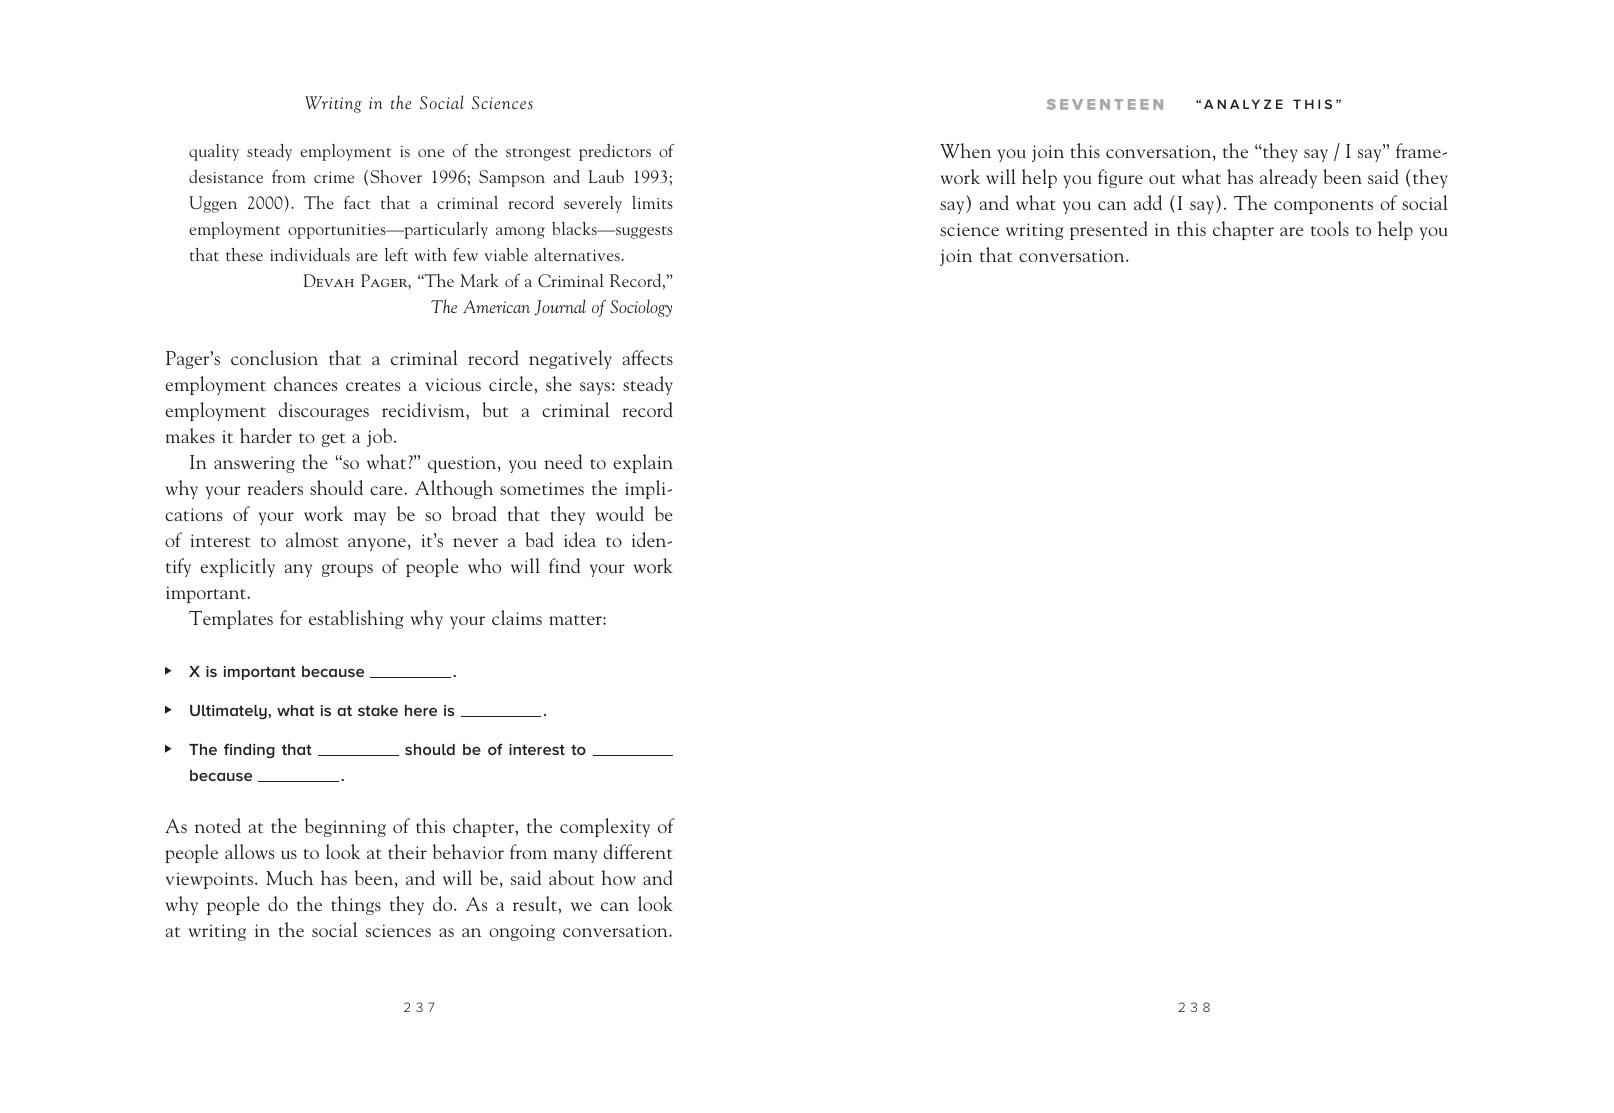 Writing in the Social Sciences
quality steady employment is one of the strongest predictors of
desistance from crime (Shover 1996; Sampson and Laub 1993;
Uggen 2000). The fact that a criminal record severely limits
employment opportunities—particularly among blacks—suggests
that these individuals are left with few viable alternatives.
Devah Pager, “The Mark of a Criminal Record,”
The American Journal of Sociology
Pager’s conclusion that a criminal record negatively affects
employment chances creates a vicious circle, she says: steady
employment discourages recidivism, but a criminal record
makes it harder to get a job.
In answering the “so what?” question, you need to explain
why your readers should care. Although sometimes the impli-
cations of your work may be so broad that they would be
of interest to almost anyone, it’s never a bad idea to iden-
tify explicitly any groups of people who will find your work
important.
Templates for establishing why your claims matter:
▸ X is important because _________.
▸ Ultimately, what is at stake here is _________.
▸ The finding that _________ should be of interest to _________
because _________.
As noted at the beginning of this chapter, the complexity of
people allows us to look at their behavior from many different
viewpoints. Much has been, and will be, said about how and
why people do the things they do. As a result, we can look
at writing in the social sciences as an ongoing conversation.
237
SEVENTEEN “ANALYZE THIS”
When you join this conversation, the “they say / I say” frame-
work will help you figure out what has already been said (they
say) and what you can add (I say). The components of social
science writing presented in this chapter are tools to help you
join that conversation.
238